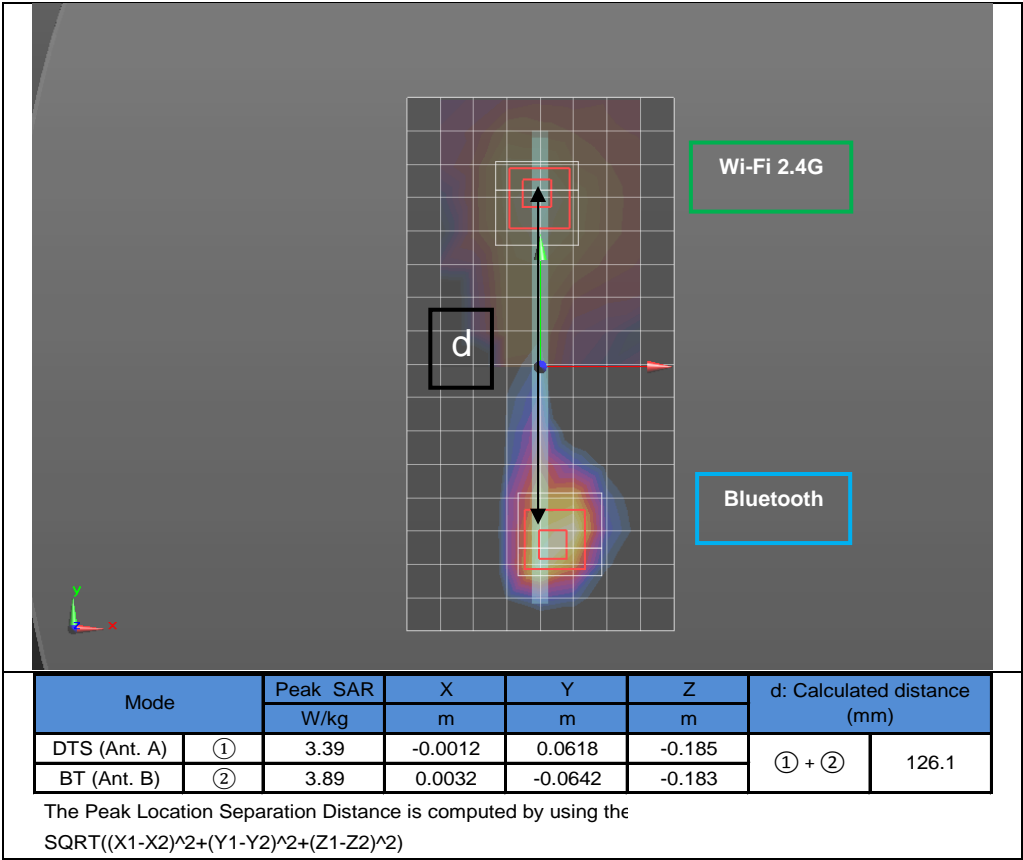 Wi-Fi 2.4G
d
Bluetooth
y
z x
Mode Peak SAR X Y Z d: Calculated distance
W/kg m m m (mm)
DTS (Ant. A) ① 3.39 -0.0012 0.0618 -0.185 ① + ② 126.1
BT (Ant. B) ② 3.89 0.0032 -0.0642 -0.183
The Peak Location Separation Distance is computed by using the
SQRT((X1-X2)^2+(Y1-Y2)^2+(Z1-Z2)^2)